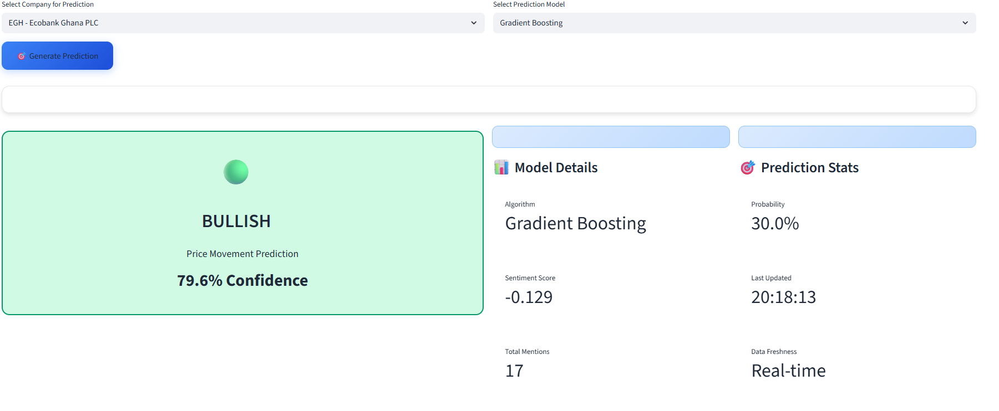 Select Company for Prediction
EGH - Ecobank Ghana PLC
Select Prediction Model
Gradient Boosting
Generate Prediction
BULLISH
Price Movement Prediction
79.6% Confidence
Model Details
Algorithm
Gradient Boosting
Sentiment Score
-0.129
Total Mentions
17
Prediction Stats
Probability
30.0%
Last Updated
20:18:13
Data Freshness
Real-time